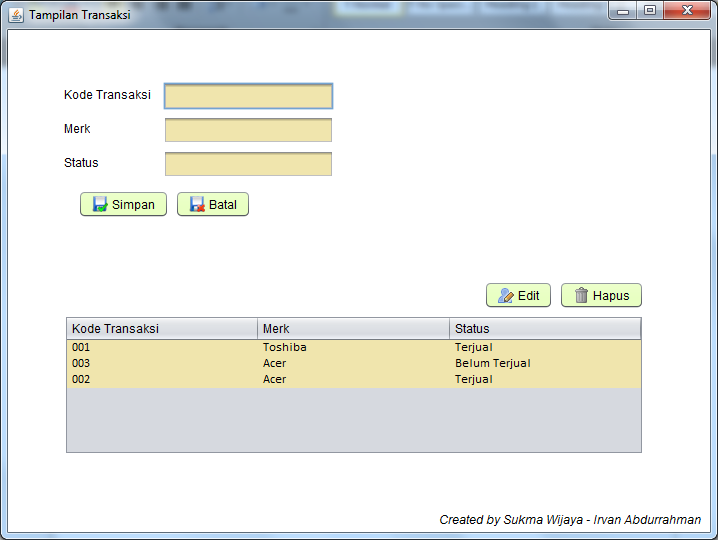 Tampilan Transaksi
Kode Transaksi
Merk
Status
Simpan Batal
Edit Hapus
Kode Transaksi Merk Status
001 Toshiba Terjual
003 Acer Belum Terjual
002 Acer Terjual
Created by Sukma Wijaya - Irvan Abdurrahman